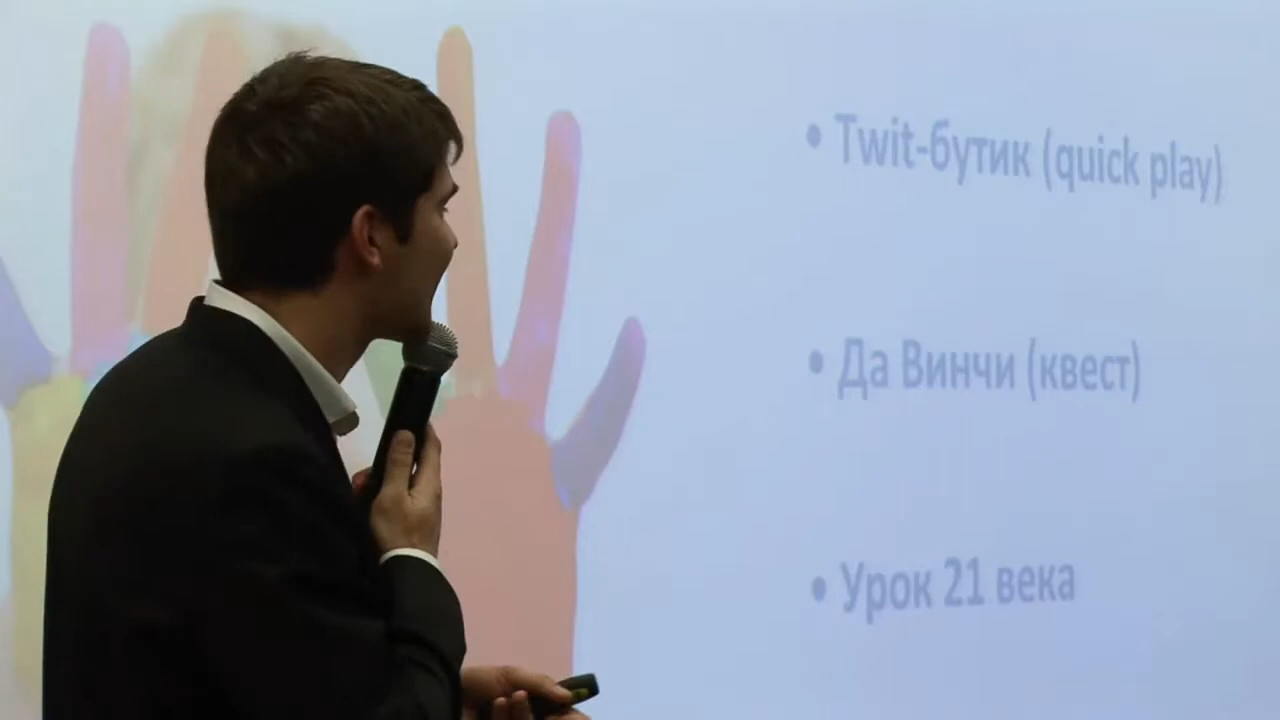 • Twit-бутик (quick play)
• Да Винчи (квест)
• Урок 21 века